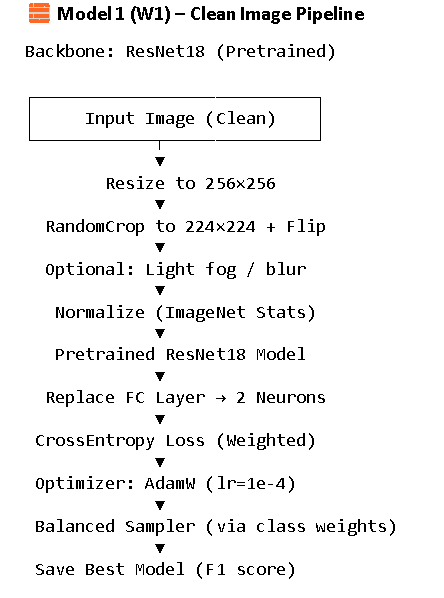 🧱 Model 1 (W1) – Clean Image Pipeline
Backbone: ResNet18 (Pretrained)
Input Image (Clean)
Resize to 256×256
RandomCrop to 224×224 + Flip
Optional: Light fog / blur
Normalize (ImageNet Stats)
Pretrained ResNet18 Model
Replace FC Layer → 2 Neurons
CrossEntropy Loss (Weighted)
Optimizer: AdamW (lr=1e-4)
Balanced Sampler (via class weights)
Save Best Model (F1 score)